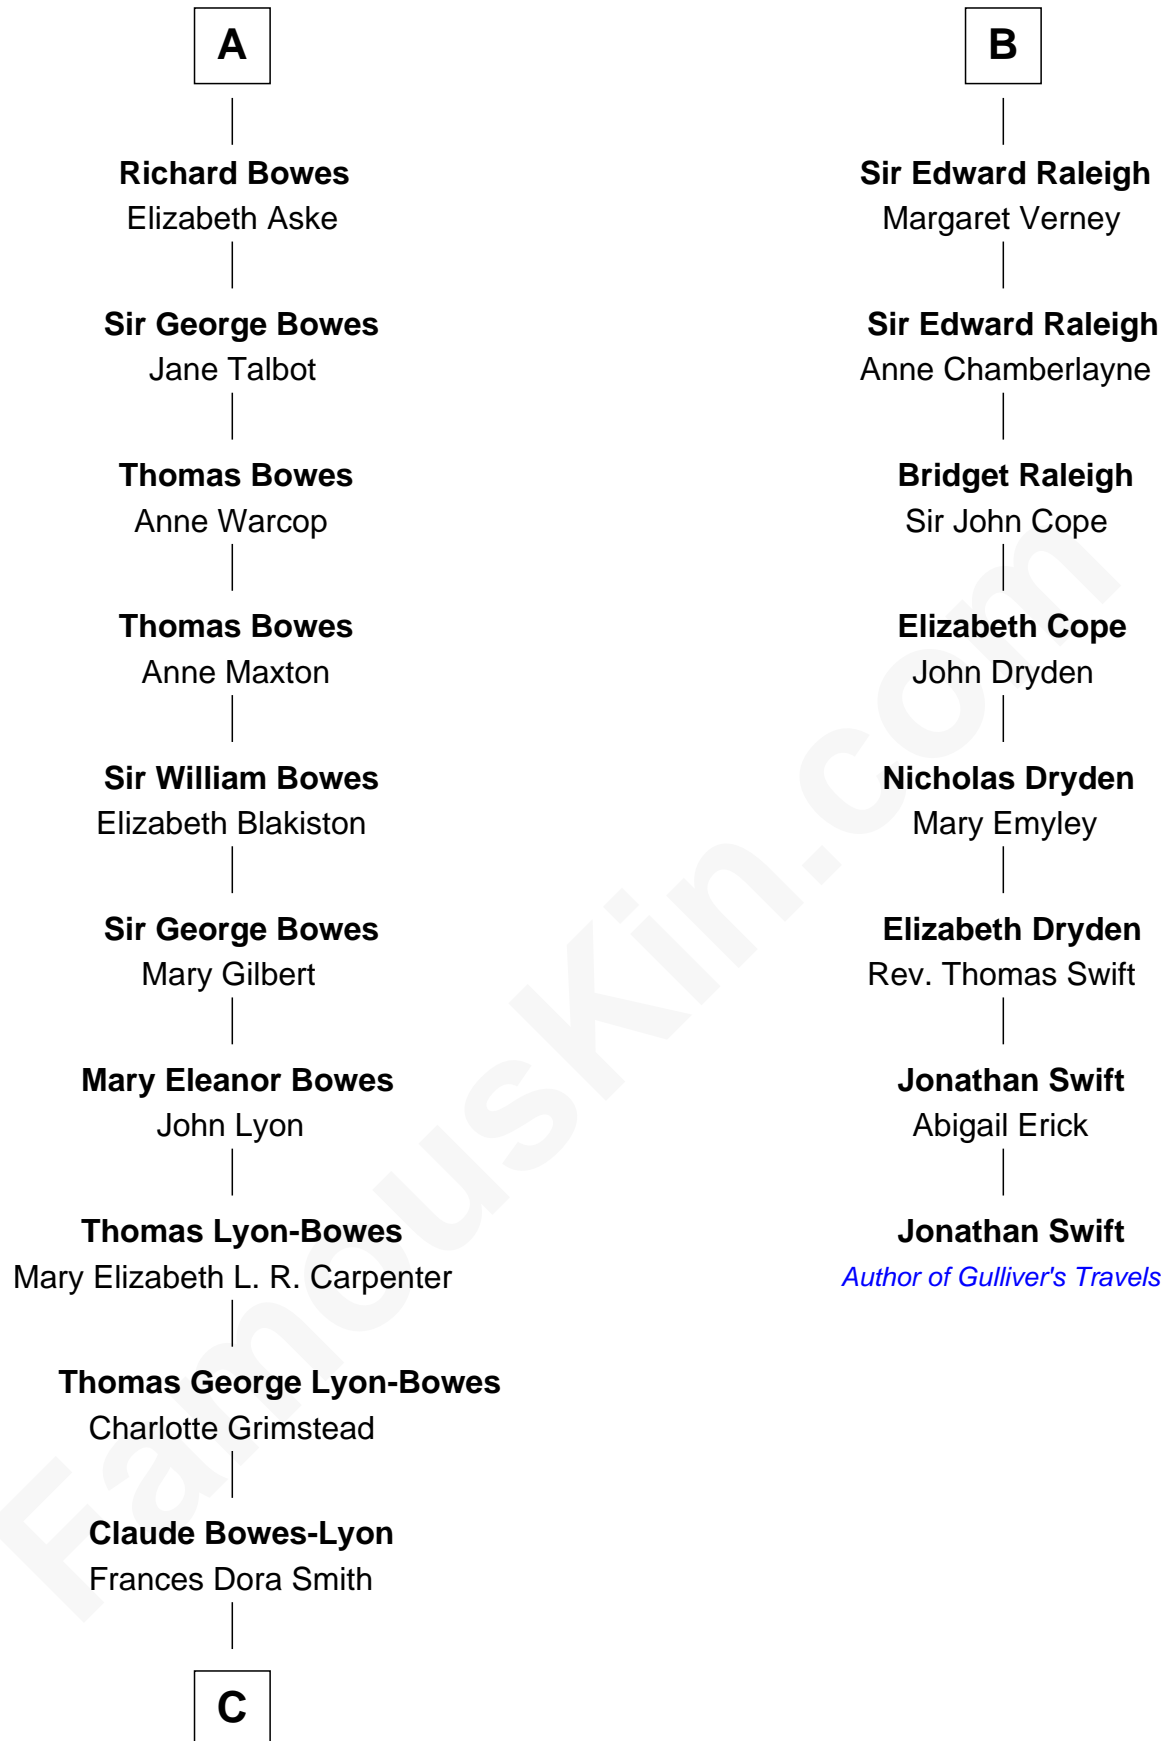 A
Richard Bowes
Elizabeth Aske
Sir George Bowes
Jane Talbot
Thomas Bowes
Anne Warcop
Thomas Bowes
Anne Maxton
Sir William Bowes
Elizabeth Blakiston
Sir George Bowes
Mary Gilbert
Mary Eleanor Bowes
John Lyon
Thomas Lyon-Bowes
Mary Elizabeth L. R. Carpenter
Thomas George Lyon-Bowes
Charlotte Grimstead
Claude Bowes-Lyon
Frances Dora Smith
C
B
Sir Edward Raleigh
Margaret Verney
Sir Edward Raleigh
Anne Chamberlayne
Bridget Raleigh
Sir John Cope
Elizabeth Cope
John Dryden
Nicholas Dryden
Mary Emyley
Elizabeth Dryden
Rev. Thomas Swift
Jonathan Swift
Abigail Erick
Jonathan Swift
Author of Gulliver's Travels
FamousKin.com